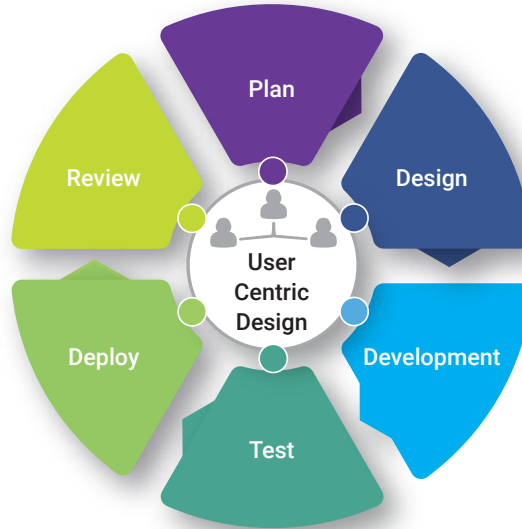 Plan
Design
Development
Test
Deploy
Review
User
Centric
Design